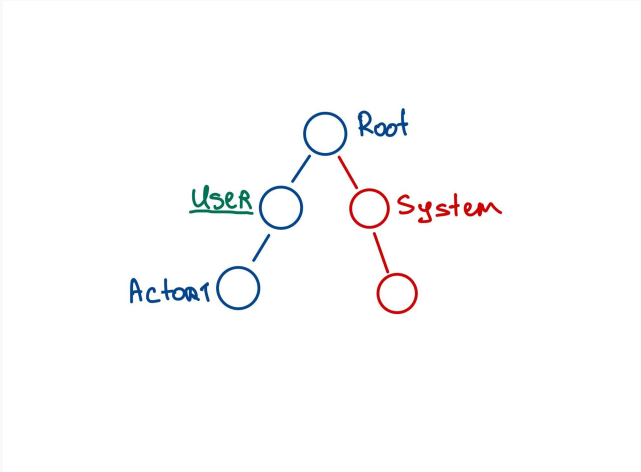 Root
User
System
Actor1